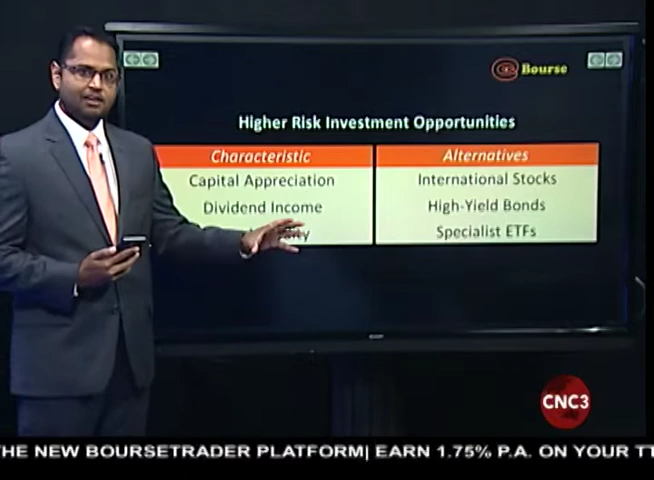 Bourse
Higher Risk Investment Opportunities
Characteristic
Alternatives
Capital Appreciation
International Stocks
Dividend Income
High-Yield Bonds
Specialist ETFs
CNC3
THE NEW BOURSETRADER PLATFORM| EARN 1.75% P.A. ON YOUR TT